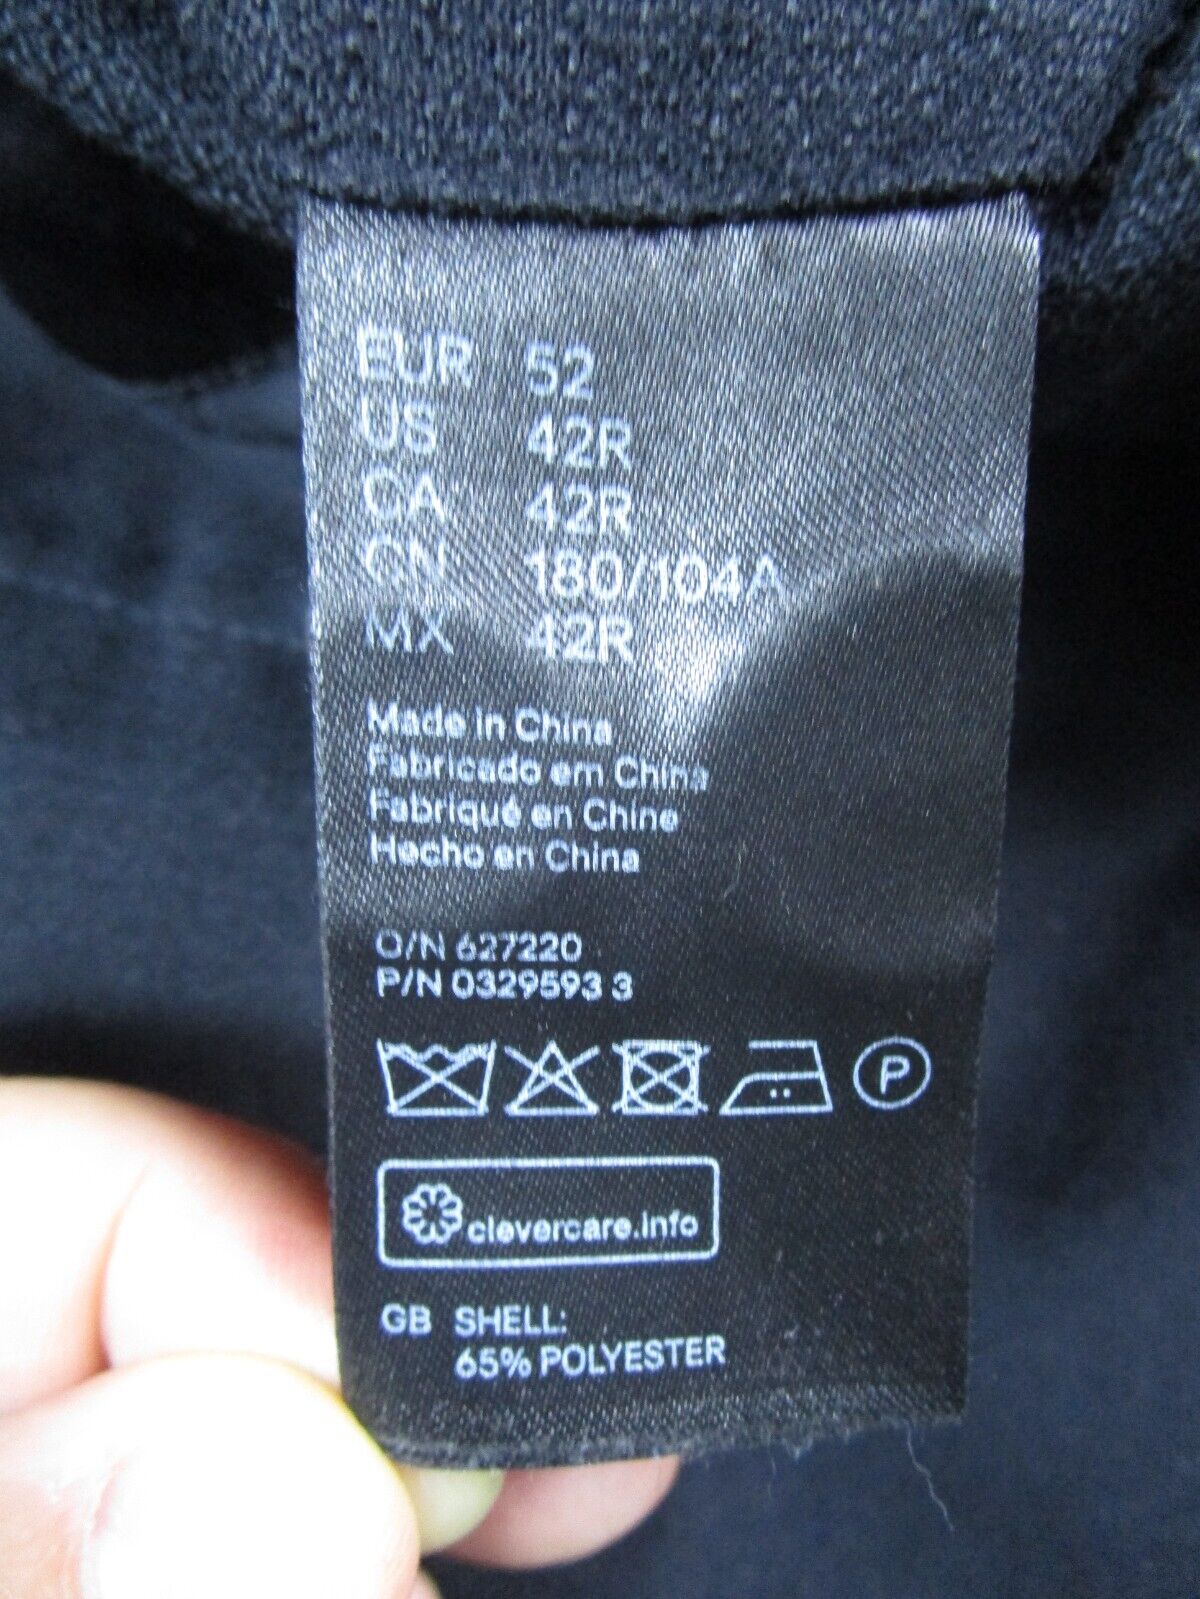 EUR 52
US 42R
CA 42R
CN 180/104A
MX 42R
Made in China
Fabricado em China
Fabriqué en Chine
Hecho en China
O/N 627220
P/N 0329593 3
P
clevercare.info
GB SHELL:
65% POLYESTER